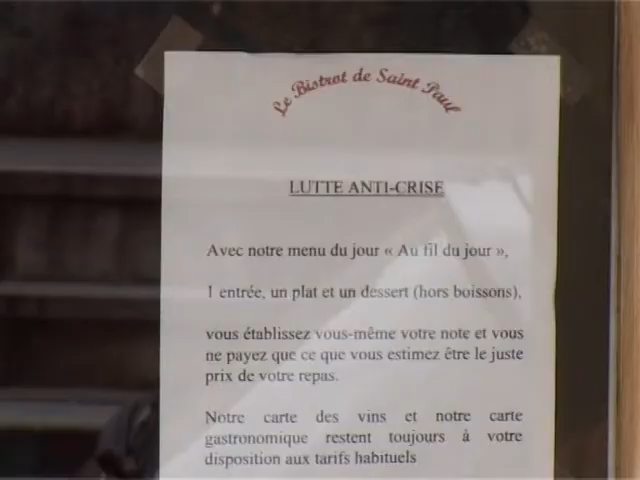 Le Bistrot de Saint Paul
LUTTE ANTI-CRISE
Avec notre menu du jour « Au fil du jour »,
1 entrée, un plat et un dessert (hors boissons),
vous établissez vous-même votre note et vous
ne payez que ce que vous estimez être le juste
prix de votre repas.
Notre carte des vins et notre carte
gastronomique restent toujours à votre
disposition aux tarifs habituels